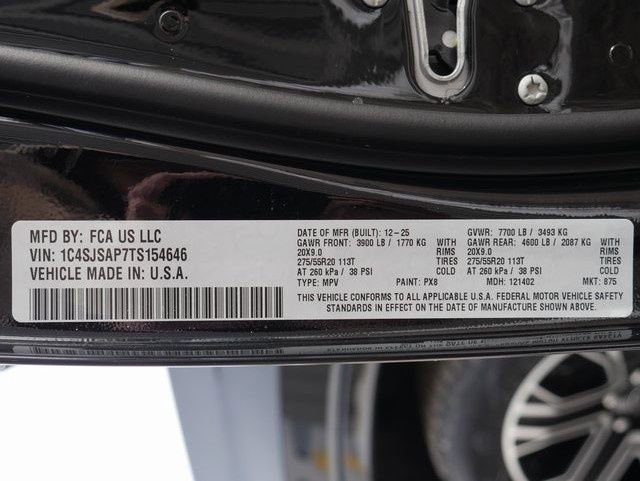 MFD BY: FCA US LLC
VIN: 1C4SJSAP7TS154646
VEHICLE MADE IN: U.S.A.
DATE OF MFR (BUILT): 12-25 GVWR: 7700 LB / 3493 KG
GAWR FRONT: 3900 LB / 1770 KG WITH GAWR REAR: 4600 LB / 2087 KG WITH
20X9.0 RIMS 20X9.0 RIMS
275/55R20 113T TIRES 275/55R20 113T TIRES
AT 260 kPa / 38 PSI COLD AT 260 kPa / 38 PSI COLD
TYPE: MPV PAINT: PX8 MDH: 121402 MKT: 875
THIS VEHICLE CONFORMS TO ALL APPLICABLE U.S.A. FEDERAL MOTOR VEHICLE SAFETY
STANDARDS IN EFFECT ON THE DATE OF MANUFACTURE SHOWN ABOVE.